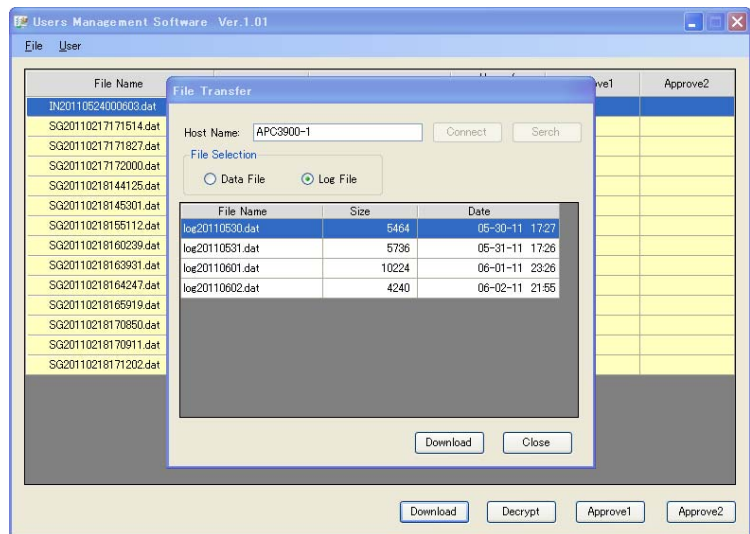 Users Management Software Ver.1.01
File User
File Name Approve2
File Transfer
IN20110524000603.dat
SG20110217171514.dat
SG20110217171827.dat
SG20110217172000.dat
SG20110218144125.dat
SG20110218145301.dat
SG20110218155112.dat
SG20110218160239.dat
SG20110218163931.dat
SG20110218164247.dat
SG20110218165919.dat
SG20110218170850.dat
SG20110218170911.dat
SG20110218171202.dat
Host Name: APC3900-1 Connect Serch
File Selection
Data File Log File
File Name Size Date
log20110530.dat 5464 05-30-11 17:27
log20110531.dat 5736 05-31-11 17:26
log20110601.dat 10224 06-01-11 23:26
log20110602.dat 4240 06-02-11 21:55
Download Close
Download Decrypt Approve1 Approve2